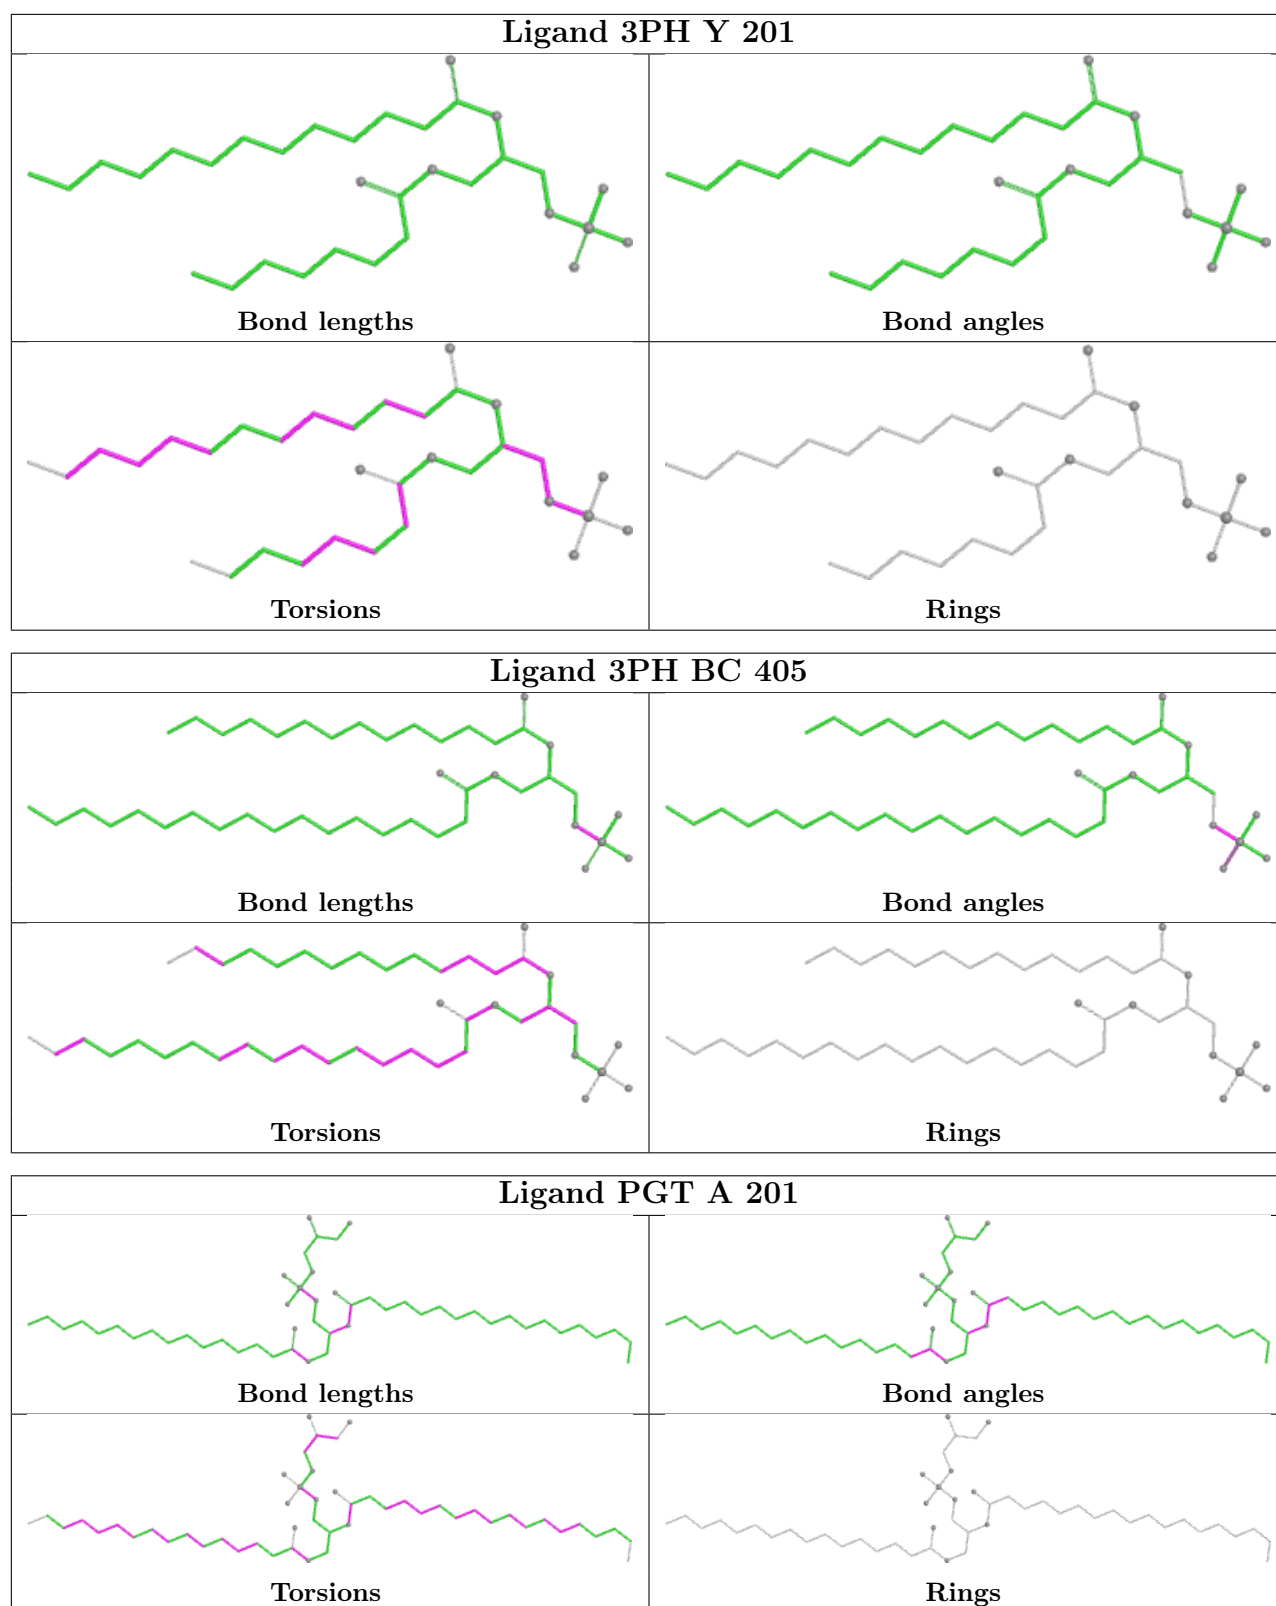 Ligand 3PH Y 201
Bond lengths
Bond angles
Torsions
Rings
Ligand 3PH BC 405
Bond lengths
Bond angles
Torsions
Rings
Ligand PGT A 201
Bond lengths
Bond angles
Torsions
Rings